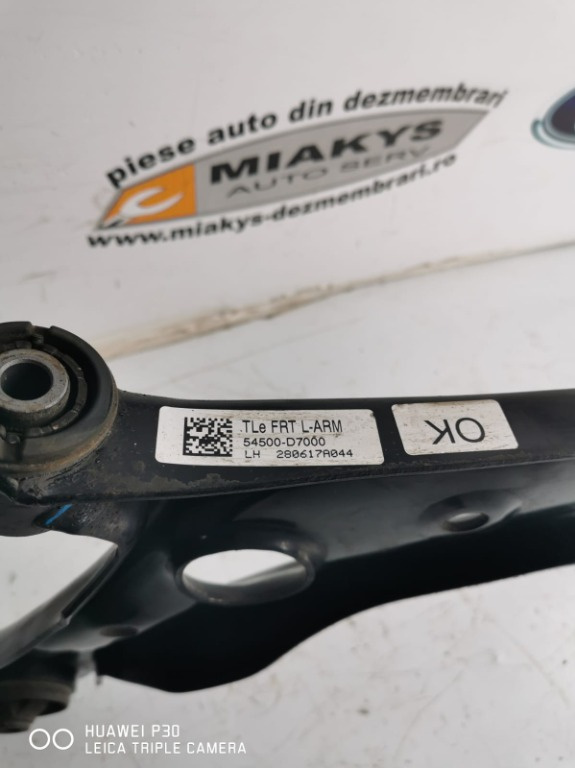 piese auto din dezmembrari
MIAKYS
AUTO SERV
www.miakys-dezmembrari.ro
TLe FRT L-ARM
54500-D7000
LH 280617A044
OK
HUAWEI P30
LEICA TRIPLE CAMERA